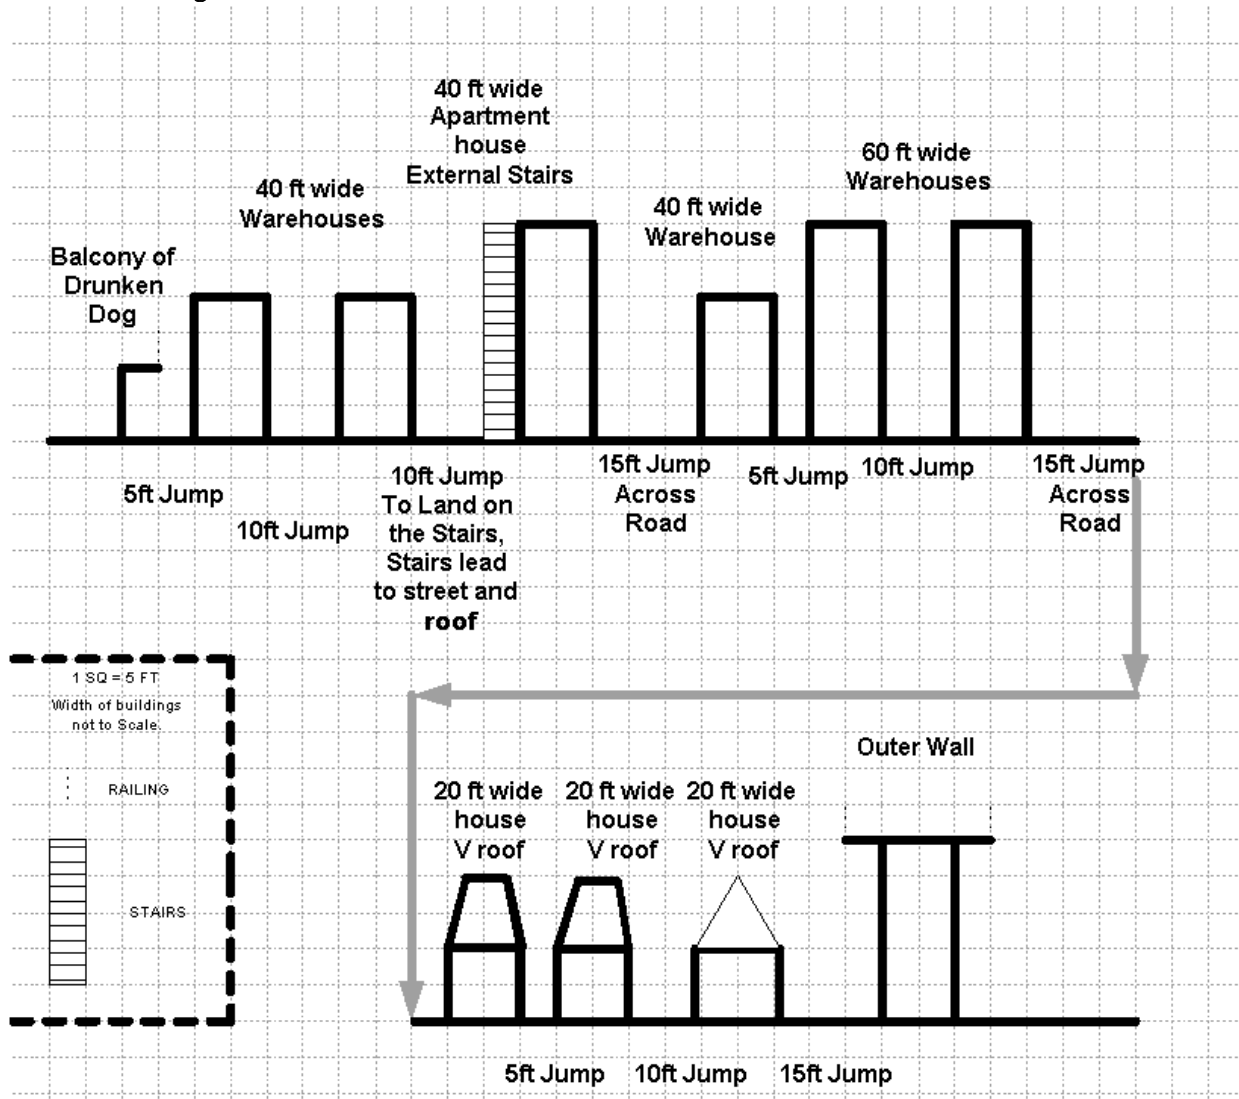 40 ft wide
Apartment
house
External Stairs
60 ft wide
Warehouses
40 ft wide
Warehouses
40 ft wide
Warehouse
Balcony of
Drunken
Dog
5ft Jump
10ft Jump
10ft Jump
To Land on
the Stairs,
Stairs lead
to street and
roof
15ft Jump
Across
Road
5ft Jump
10ft Jump
15ft Jump
Across
Road
1 SQ = 5 FT
Width of buildings
not to Scale.
RAILING
STAIRS
Outer Wall
20 ft wide
house
V roof
20 ft wide
house
V roof
20 ft wide
house
V roof
5ft Jump
10ft Jump
15ft Jump